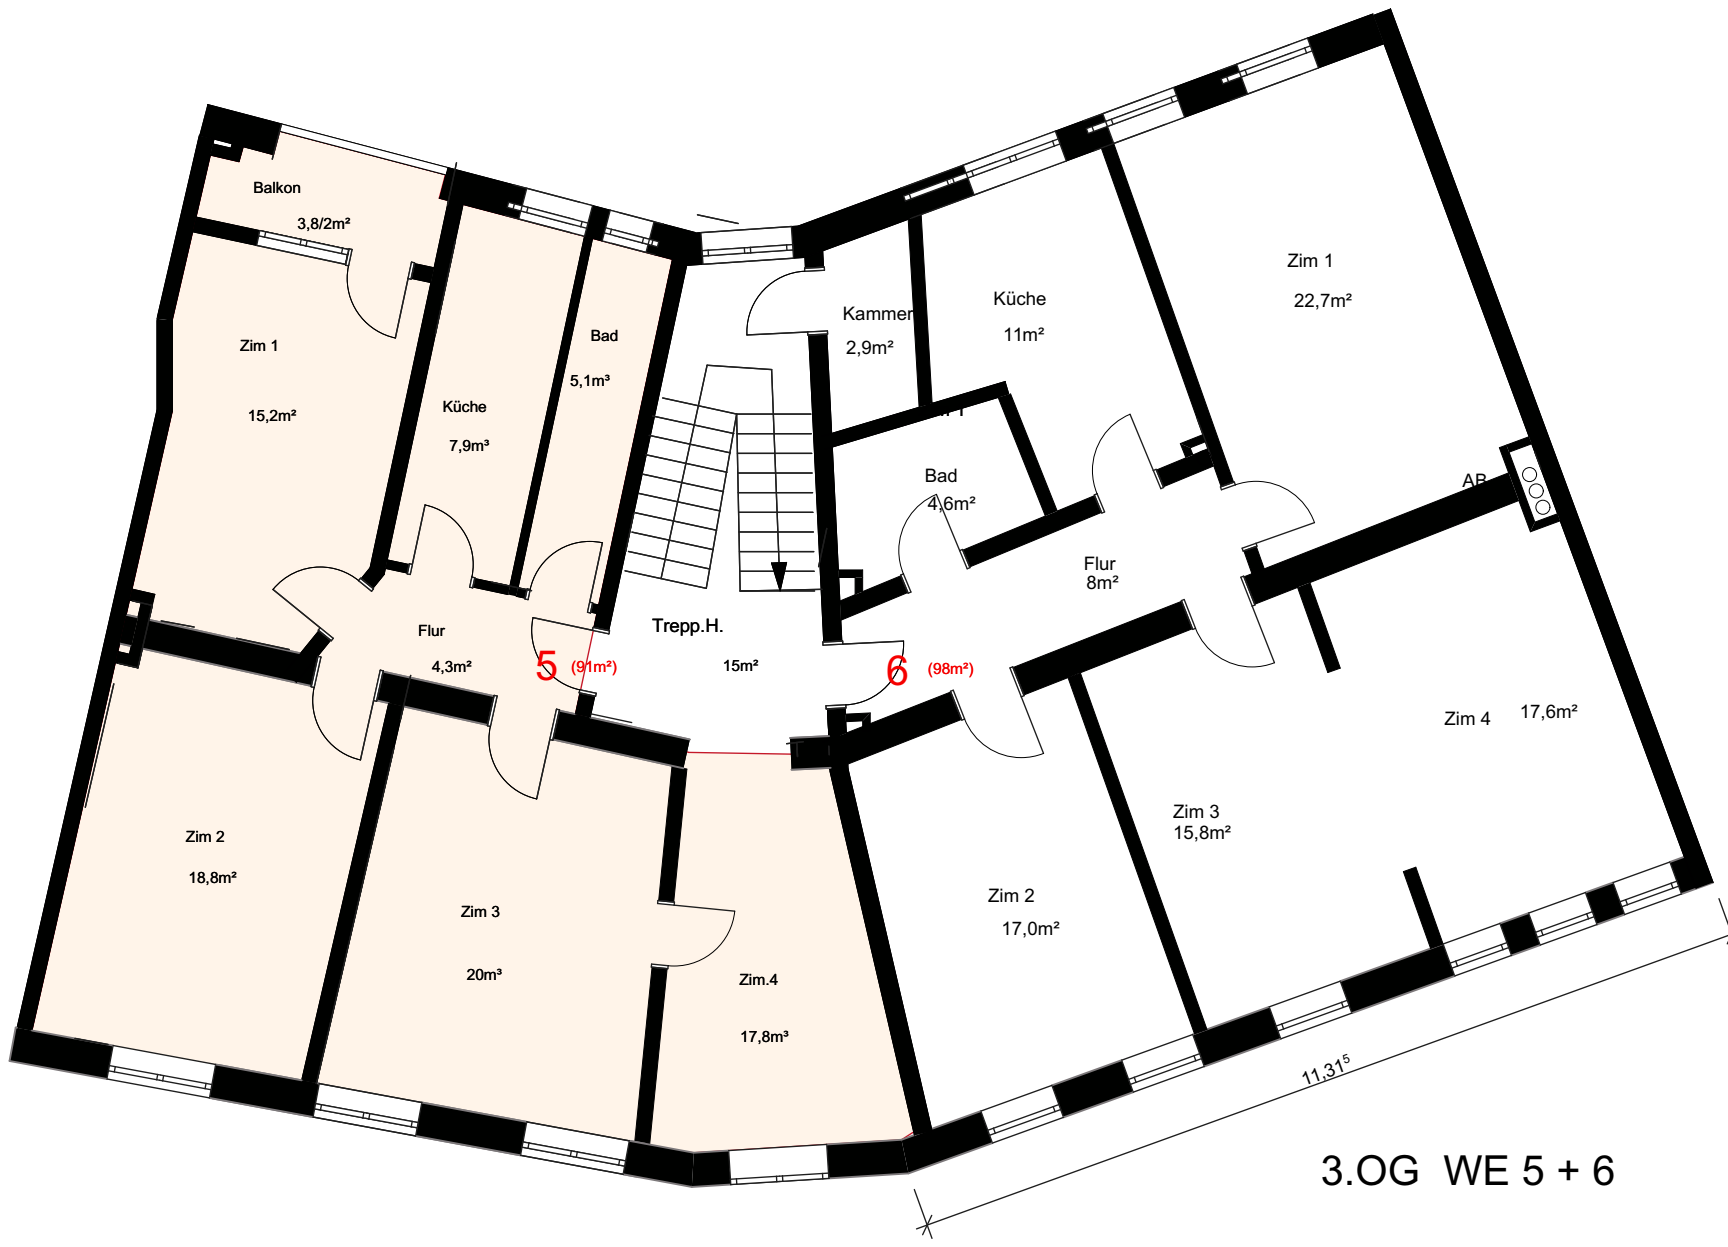 Balkon
3,8/2m²
Zim 1
15,2m²
Küche
7,9m³
Bad
5,1m³
Kammer
2,9m²
Küche
11m²
Zim 1
22,7m²
Bad
4,6m²
AB
Flur
8m²
Flur
4,3m²
5 (91m²)
Trepp.H.
15m²
6 (98m²)
Zim 4 17,6m²
Zim 2
18,8m²
Zim 3
20m³
Zim.4
17,8m³
Zim 2
17,0m²
Zim 3
15,8m²
11,31⁵
3.OG WE 5 + 6